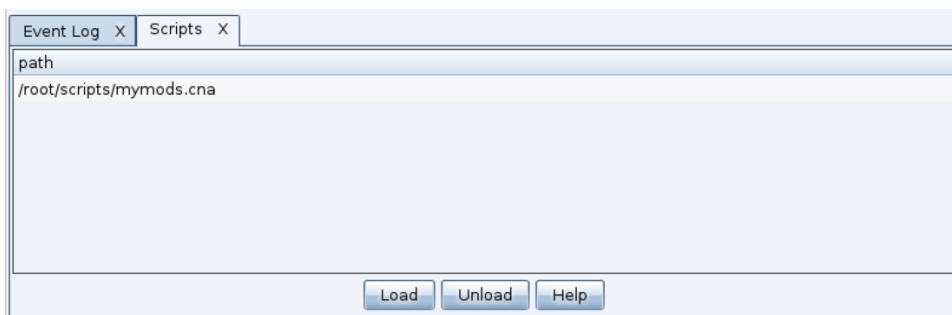 Event Log X Scripts X
path
/root/scripts/mymods.cna
Load Unload Help